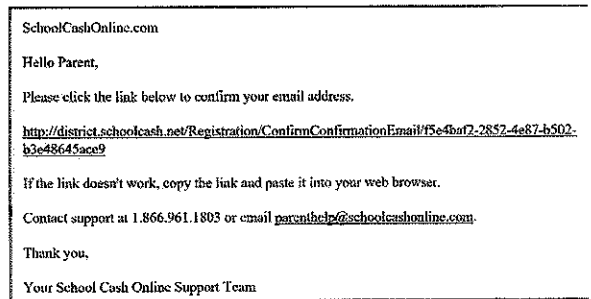 SchoolCashOnline.com
Hello Parent,
Please click the link below to confirm your email address.
http://district.schoolcash.net/Registration/ConfirmConfirmationEmail/f5e4baf2-2852-4e87-b502-
b3e48645ace9
If the link doesn't work, copy the link and paste it into your web browser.
Contact support at 1.866.961.1803 or email parenthelp@schoolcashonline.com.
Thank you,
Your School Cash Online Support Team